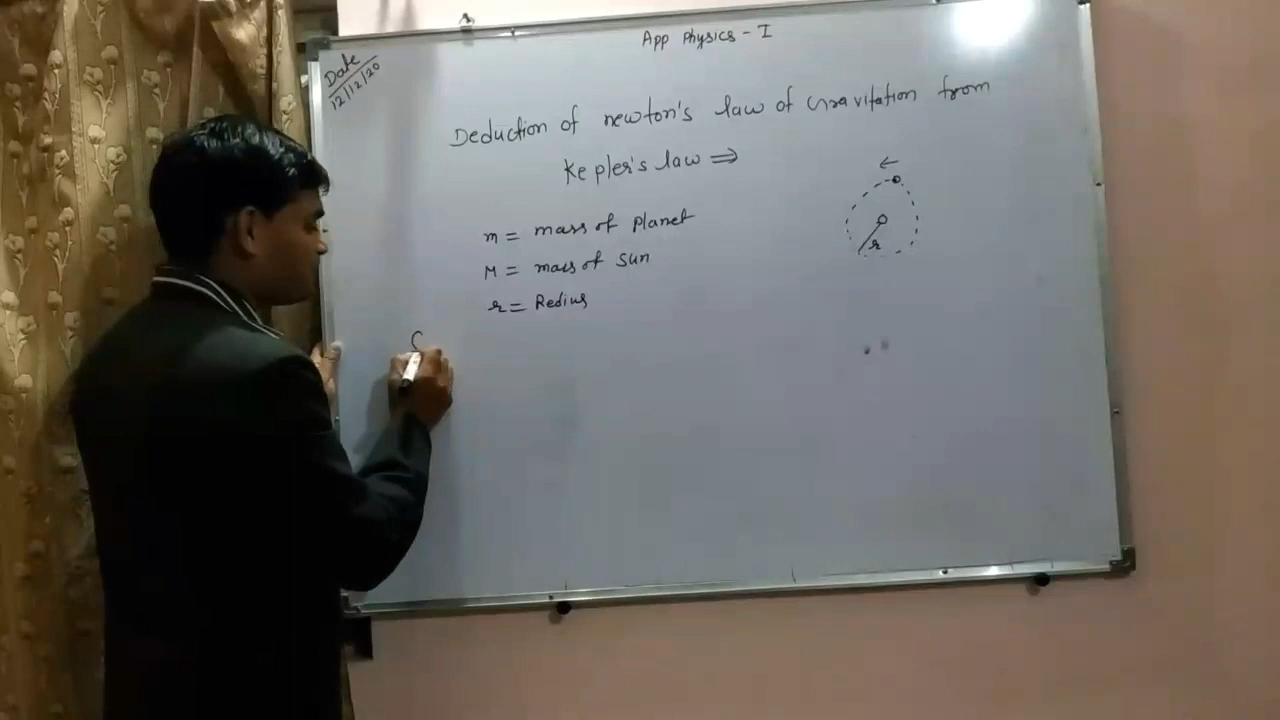 App Physics - I
Date
12/12/20
Deduction of newton's law of Gravitation from
Kepler's law ⇒
m = mass of planet
M = mass of sun
r = Redius
r
C